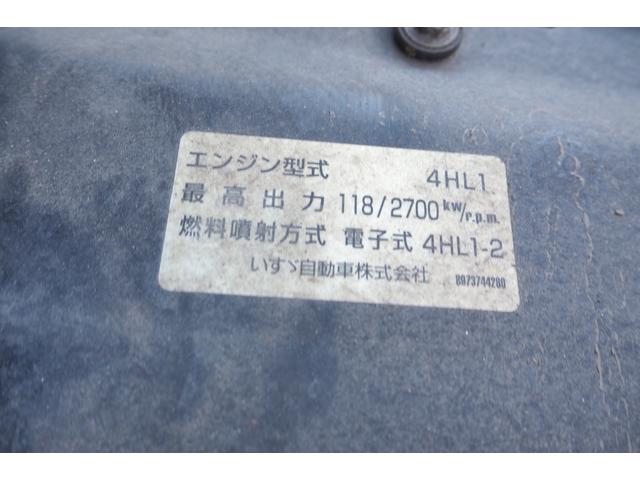 エンジン型式 4HL1
最高出力 118/2700 kw/r.p.m.
燃料噴射方式 電子式 4HL1-2
いすゞ自動車株式会社 8973744280